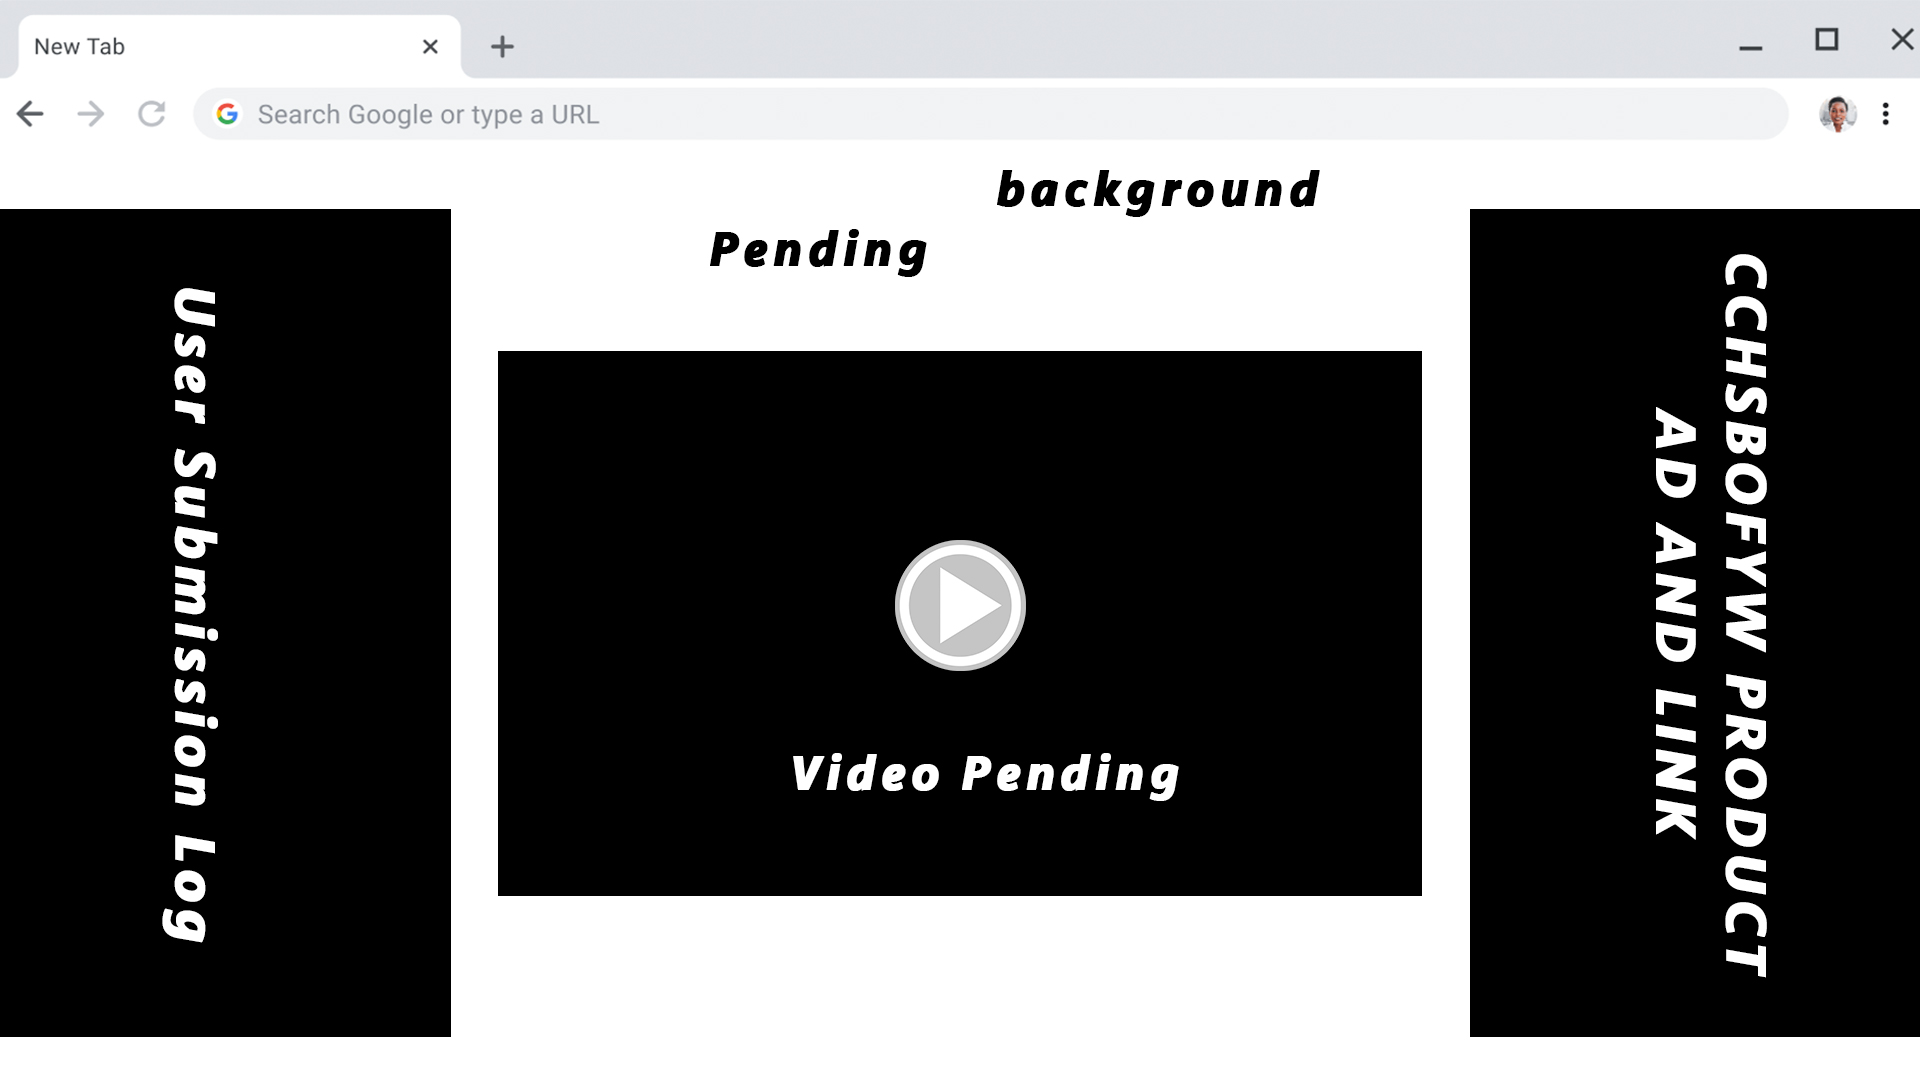 New Tab
Search Google or type a URL
background
Pending
User Submission Log
Video Pending
CCHSBOFYW PRODUCT
AD AND LINK